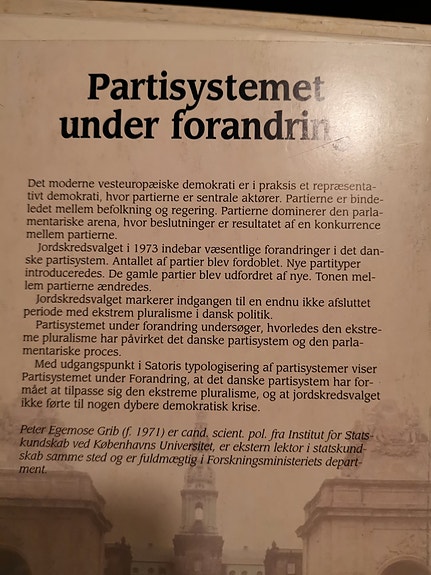 Partisystemet
under forandring
Det moderne vesteuropæiske demokrati er i praksis et repræsenta-
tivt demokrati, hvor partierne er sentrale aktører. Partierne er binde-
ledet mellem befolkning og regering. Partierne dominerer den parla-
mentariske arena, hvor beslutninger er resultatet af en konkurrence
mellem partierne.
Jordskredsvalget i 1973 indebar væsentlige forandringer i det dan-
ske partisystem. Antallet af partier blev fordoblet. Nye partityper
introduceredes. De gamle partier blev udfordret af nye. Tonen mel-
lem partierne ændredes.
Jordskredsvalget markerer indgangen til en endnu ikke afsluttet
periode med ekstrem pluralisme i dansk politik.
Partisystemet under forandring undersøger, hvorledes den ekstre-
me pluralisme har påvirket det danske partisystem og den parla-
mentariske proces.
Med udgangspunkt i Satoris typologisering af partisystemer viser
Partisystemet under Forandring, at det danske partisystem har for-
mået at tilpasse sig den ekstreme pluralisme, og at jordskredsvalget
ikke førte til nogen dybere demokratisk krise.
Peter Egemose Grib (f. 1971) er cand. scient. pol. fra Institut for Stats-
kundskab ved Københavns Universitet, er ekstern lektor i statskund-
skab samme sted og er fuldmægtig i Forskningsministeriets depart-
ment.